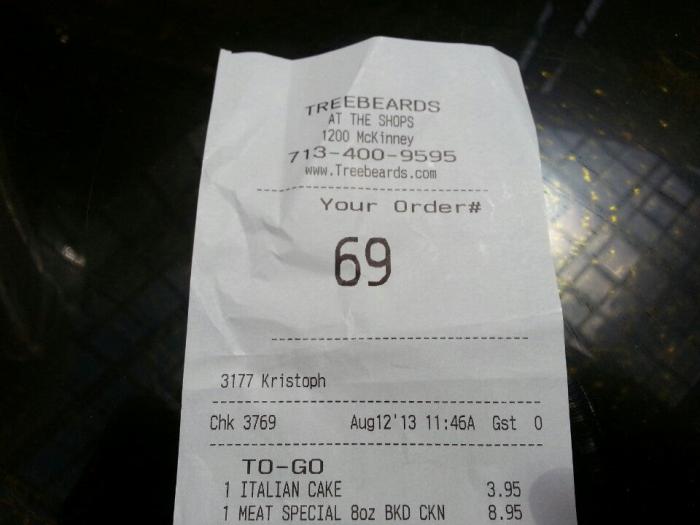 TREEBEARDS
AT THE SHOPS
1200 McKinney
713-400-9595
www.Treebeards.com
Your Order#
69
3177 Kristoph
Chk 3769 Aug12'13 11:46A Gst 0
TO-GO
1 ITALIAN CAKE 3.95
1 MEAT SPECIAL 8oz BKD CKN 8.95